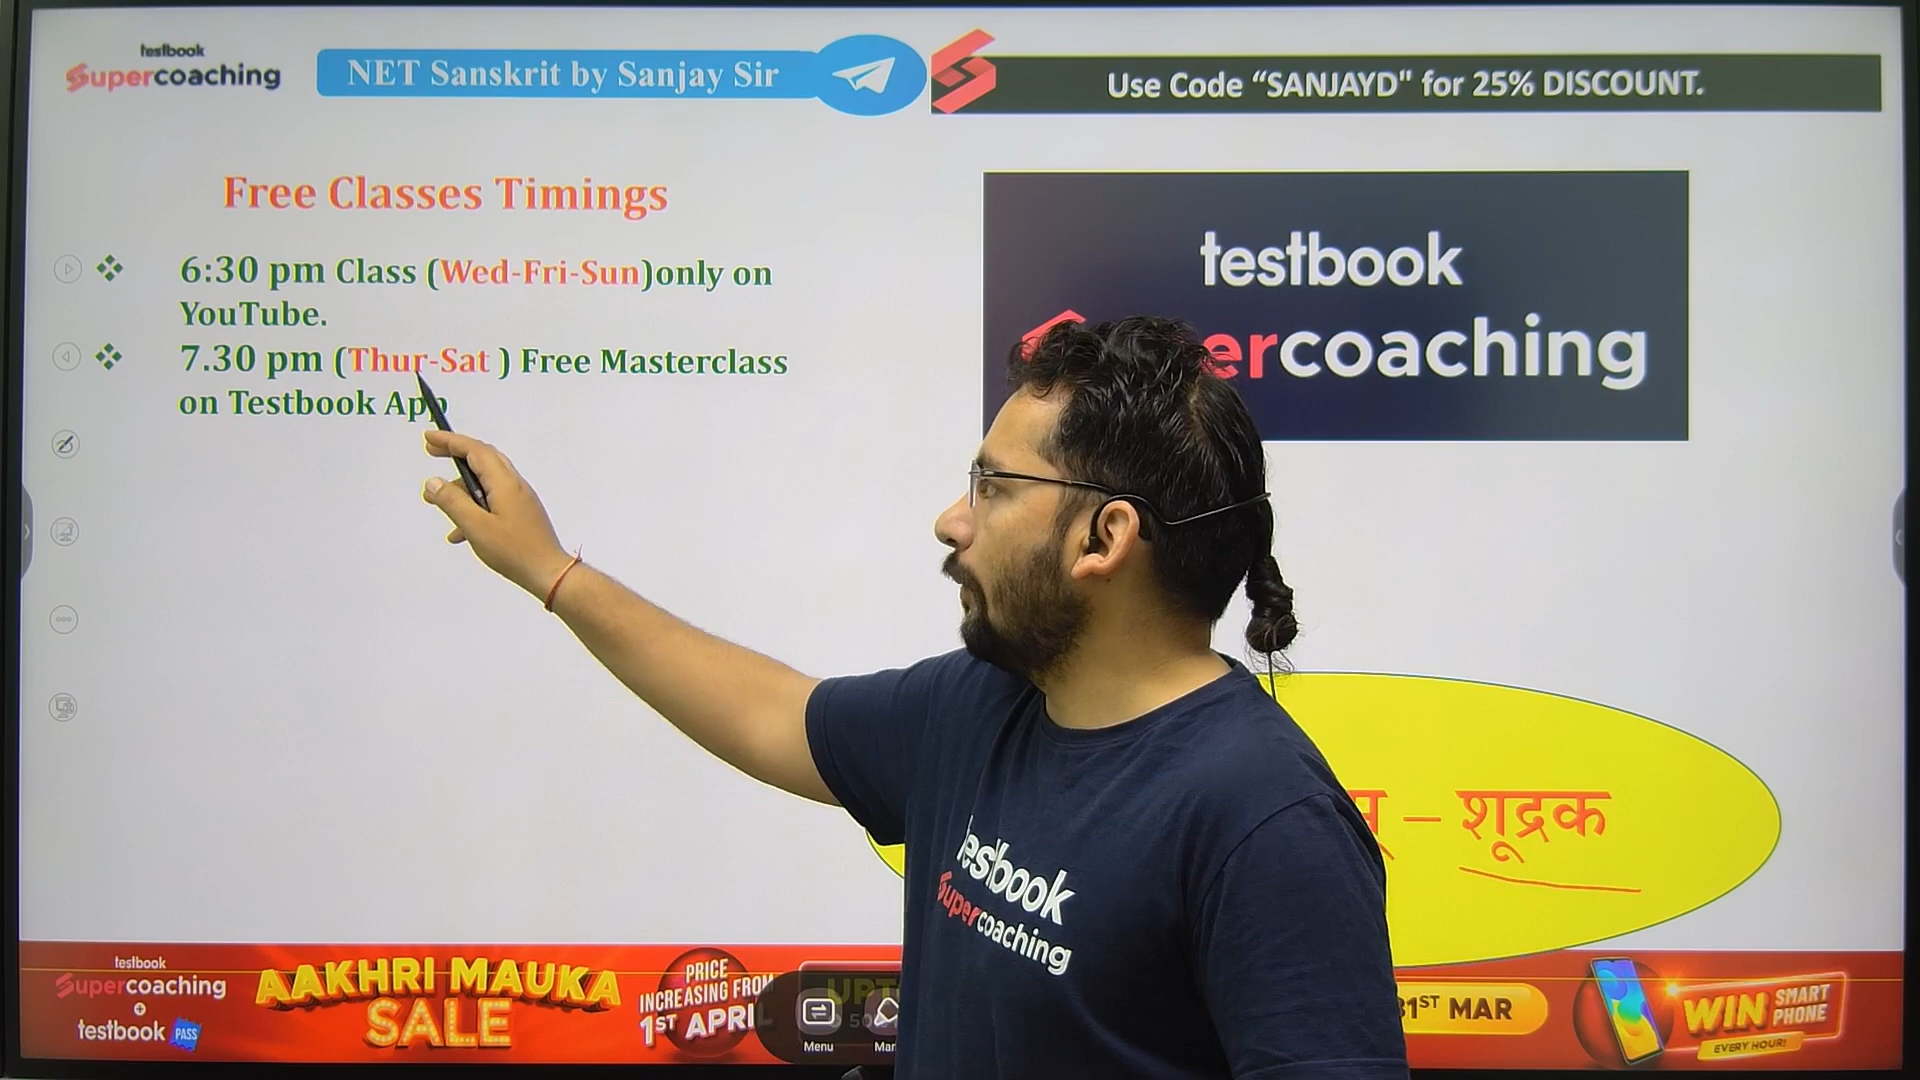 testbook
Supercoaching
NET Sanskrit by Sanjay Sir
Use Code “SANJAYD" for 25% DISCOUNT.
Free Classes Timings
6:30 pm Class (Wed-Fri-Sun)only on
YouTube.
7.30 pm (Thur-Sat ) Free Masterclass
on Testbook App
testbook
ercoaching
– शूद्रक
testbook
Supercoaching
testbook
Supercoaching
+
testbook PASS
AAKHRI MAUKA
SALE
PRICE
INCREASING FROM
1ST APRIL
Menu
31ST MAR
WIN SMART PHONE
EVERY HOUR!